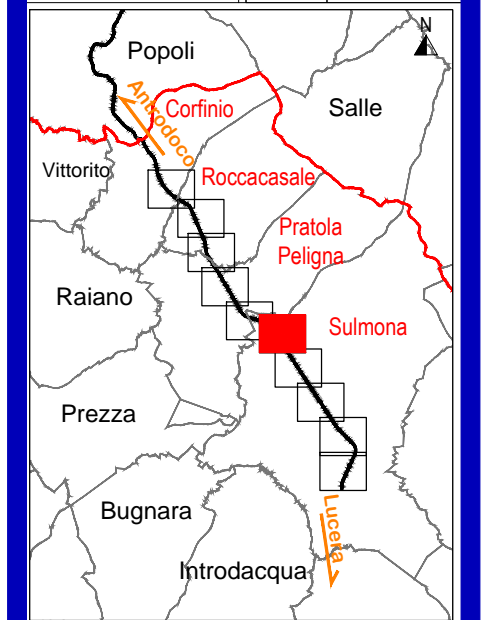 N
Popoli
Antrodoco
Corfinio
Salle
Vittorito
Roccacasale
Pratola
Peligna
Raiano
Sulmona
Prezza
Lucera
Bugnara
Introdacqua